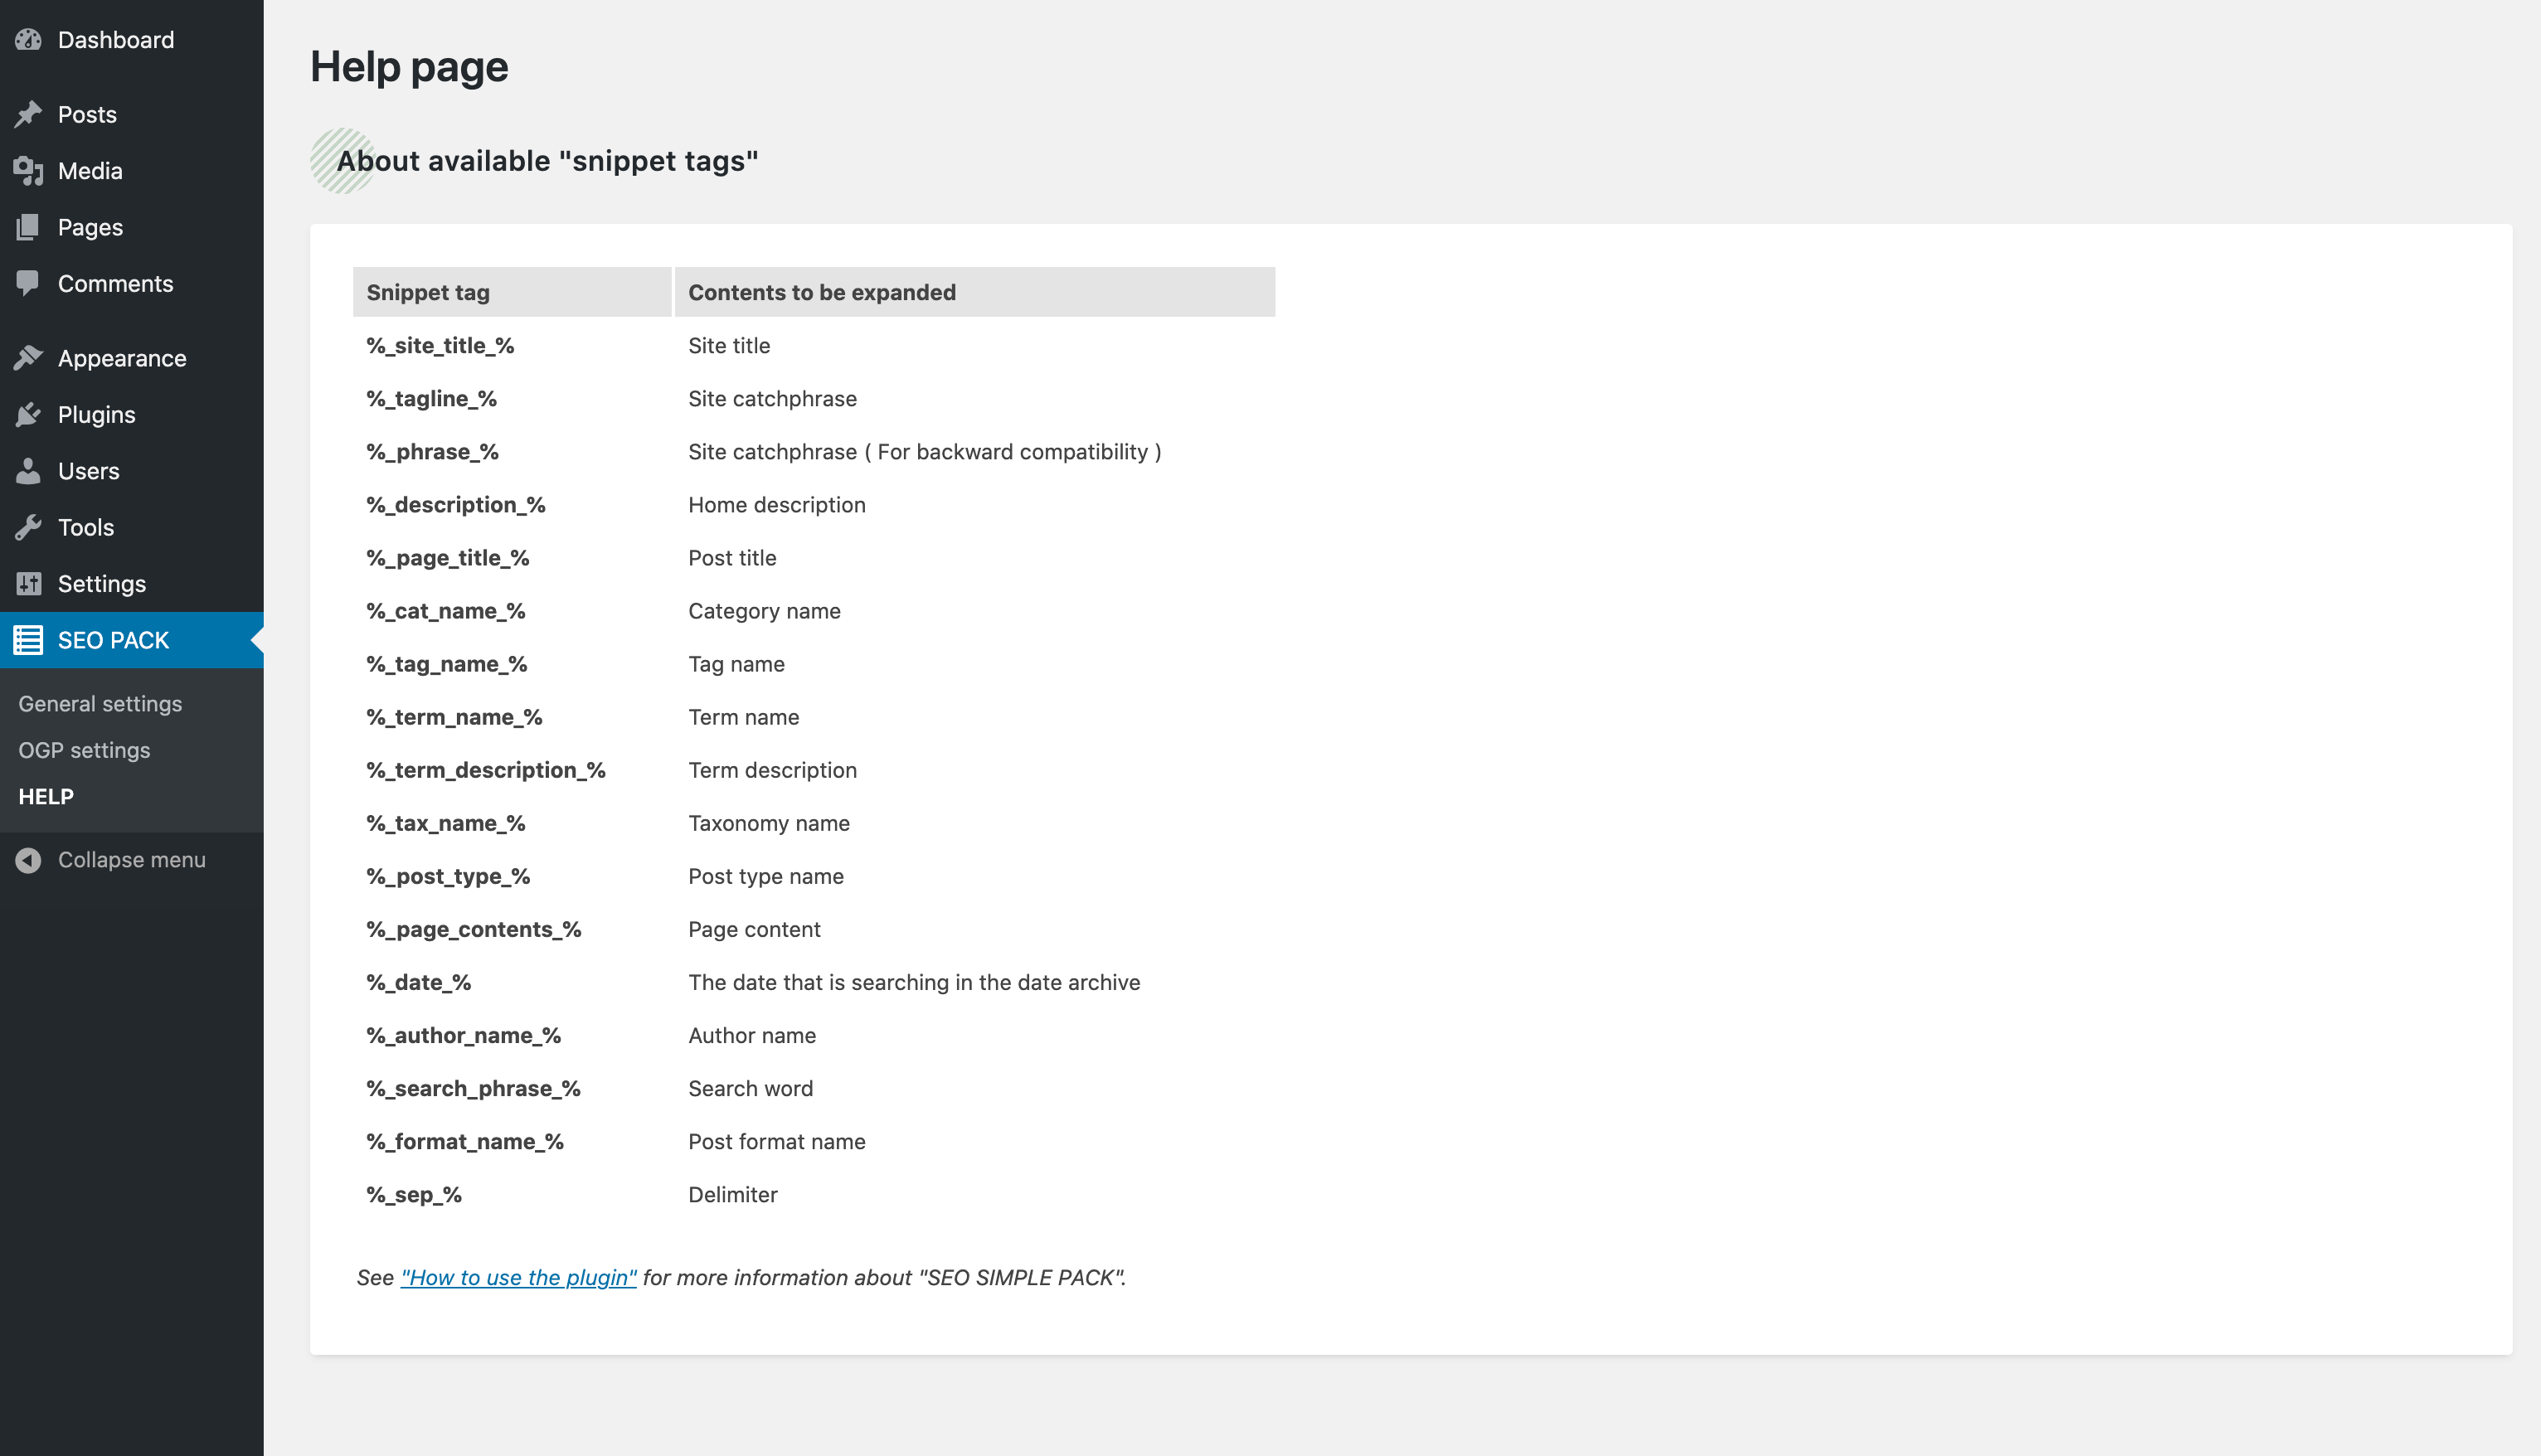 Dashboard
Posts
Media
Pages
Comments
Appearance
Plugins
Users
Tools
Settings
SEO PACK
General settings
OGP settings
HELP
Collapse menu
Help page
About available "snippet tags"
Snippet tag Contents to be expanded
%_site_title_% Site title
%_tagline_% Site catchphrase
%_phrase_% Site catchphrase ( For backward compatibility )
%_description_% Home description
%_page_title_% Post title
%_cat_name_% Category name
%_tag_name_% Tag name
%_term_name_% Term name
%_term_description_% Term description
%_tax_name_% Taxonomy name
%_post_type_% Post type name
%_page_contents_% Page content
%_date_% The date that is searching in the date archive
%_author_name_% Author name
%_search_phrase_% Search word
%_format_name_% Post format name
%_sep_% Delimiter
See "How to use the plugin" for more information about "SEO SIMPLE PACK".